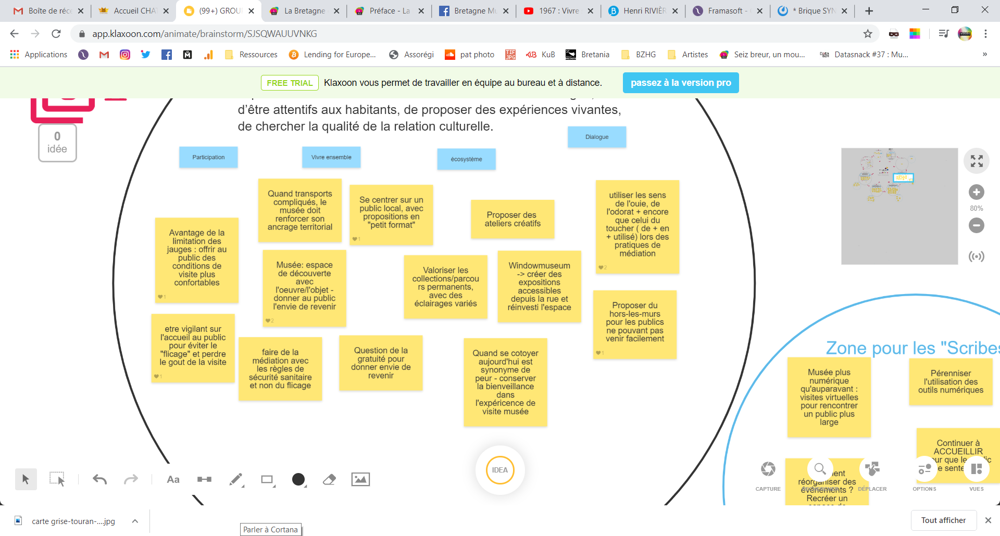 Boîte de réce
Accueil CHA
(99+) GROU
La Bretagne
Préface - La
Bretagne Mu
1967 : Vivre
Henri RIVIÈR
Framasoft -
* Brique SYN
app.klaxoon.com/animate/brainstorm/SJSQWAUUVNKG
Applications
Ressources
Lending for Europe...
Assorégi
pat photo
TIF
JPG
KuB
Bretania
BZHG
Artistes
Seiz breur, un mou...
Datasnack #37 : Mu...
»
FREE TRIAL
Klaxoon vous permet de travailler en équipe au bureau et à distance.
passez à la version pro
d'être attentifs aux habitants, de proposer des expériences vivantes,
de chercher la qualité de la relation culturelle.
0
idée
Participation
Vivre ensemble
écosystème
Dialogue
Avantage de la
limitation des
jauges : offrir au
public des
conditions de
visite plus
confortables
1
etre vigilant sur
l'accueil au public
pour éviter le
"flicage" et perdre
le gout de la visite
1
Quand transports
compliqués, le
musée doit
renforcer son
ancrage territorial
Se centrer sur un
public local, avec
propositions en
"petit format"
1
Musée: espace
de découverte
avec
l'oeuvre/l'objet -
donner au public
l'envie de revenir
2
faire de la
médiation avec
les règles de
sécurité sanitaire
et non du flicage
Question de la
gratuité pour
donner envie de
revenir
Proposer des
ateliers créatifs
Valoriser les
collections/parcou
rs permanents,
avec des
éclairages variés
Windowmuseum
-> créer des
expositions
accessibles
depuis la rue et
réinvesti l'espace
Quand se cotoyer
aujourd'hui est
synonyme de
peur - conserver
la bienveillance
dans
l'expéricence de
visite musée
utiliser les sens
de l'ouie, de
l'odorat + encore
que celui du
toucher ( de + en
+ utilisé) lors des
pratiques de
médiation
2
Proposer du
hors-les-murs
pour les publics
ne pouvant pas
venir facilement
1
80%
Zone pour les "Scribes
Musée plus
numérique
qu'auparavant :
visites virtuelles
pour rencontrer
un public plus
large
Pérenniser
l'utilisation des
outils numériques
Continuer à
ACCUEILLIR
que le
sente
réorganiser des
événements ?
Recréer un
Aa
IDEA
CAPTURE
RECHERCHER
DÉPLACER
OPTIONS
VUES
carte grise-touran-....jpg
Parler à Cortana
Tout afficher